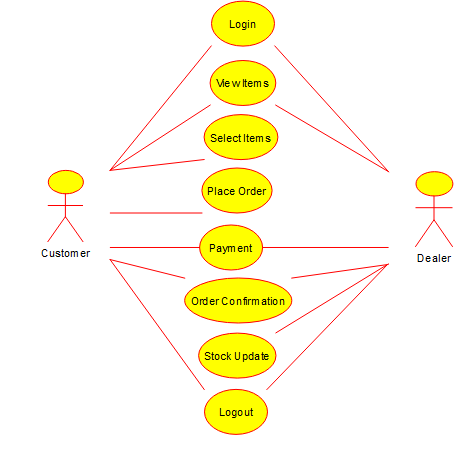 Login
View Items
Select Items
Place Order
Customer
Payment
Dealer
Order Confirmation
Stock Update
Logout